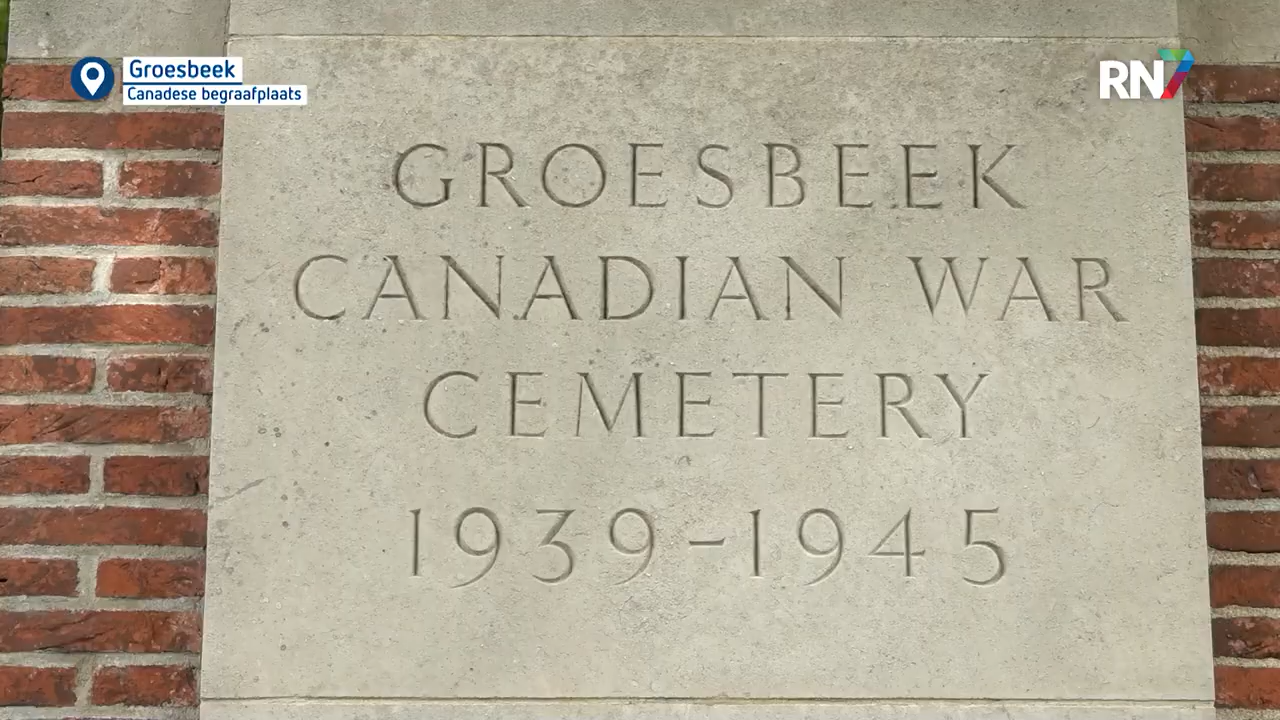 Groesbeek
Canadese begraafplaats
RN7
GROESBEEK
CANADIAN WAR
CEMETERY
1939-1945